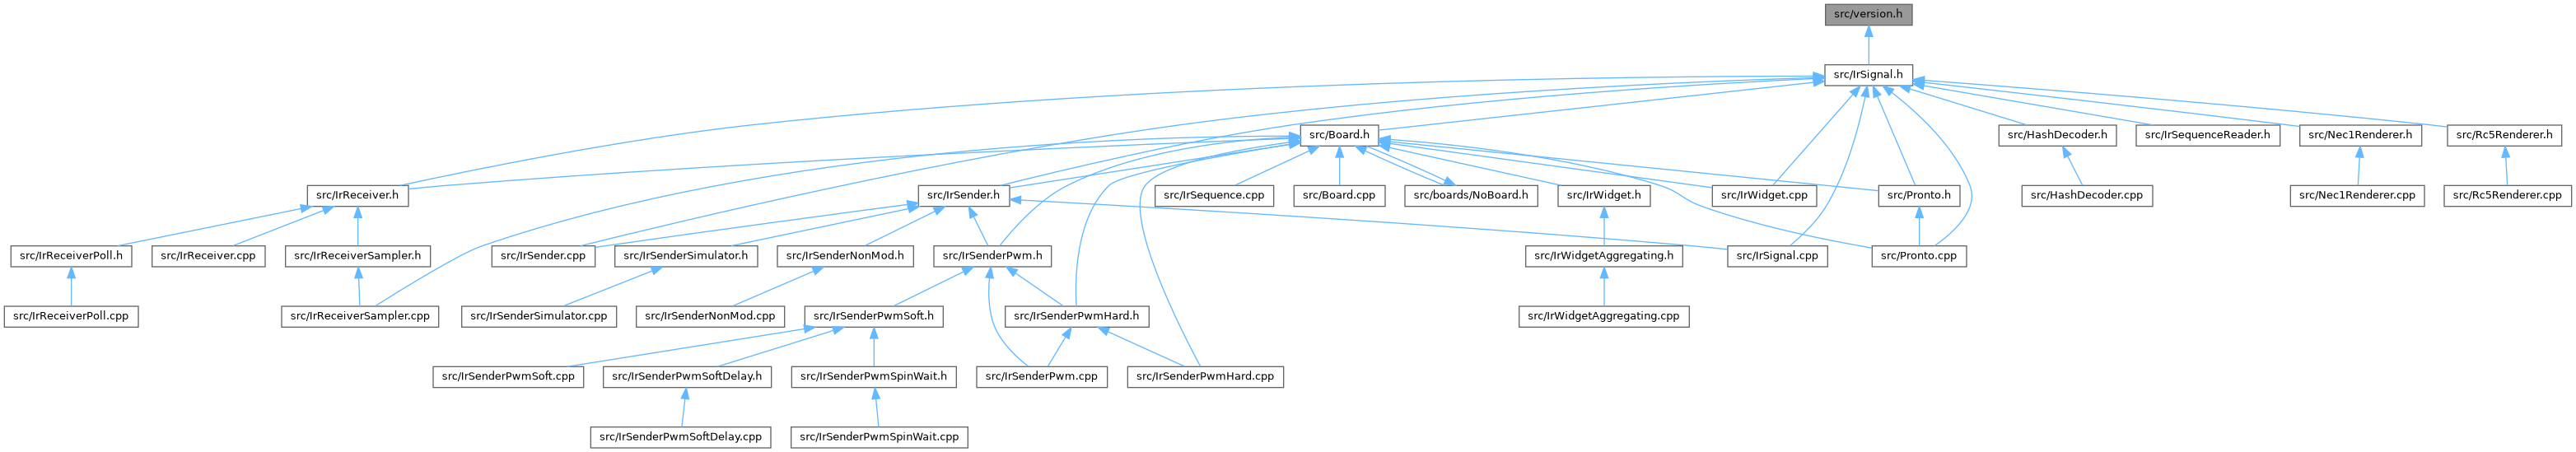 src/version.h
src/IrSignal.h
src/Board.h
src/HashDecoder.h
src/IrSequenceReader.h
src/Nec1Renderer.h
src/Rc5Renderer.h
src/IrReceiver.h
src/IrSender.h
src/IrSequence.cpp
src/Board.cpp
src/boards/NoBoard.h
src/IrWidget.h
src/IrWidget.cpp
src/Pronto.h
src/HashDecoder.cpp
src/Nec1Renderer.cpp
src/Rc5Renderer.cpp
src/IrReceiverPoll.h
src/IrReceiver.cpp
src/IrReceiverSampler.h
src/IrSender.cpp
src/IrSenderSimulator.h
src/IrSenderNonMod.h
src/IrSenderPwm.h
src/IrWidgetAggregating.h
src/IrSignal.cpp
src/Pronto.cpp
src/IrReceiverPoll.cpp
src/IrReceiverSampler.cpp
src/IrSenderSimulator.cpp
src/IrSenderNonMod.cpp
src/IrSenderPwmSoft.h
src/IrSenderPwmHard.h
src/IrWidgetAggregating.cpp
src/IrSenderPwmSoft.cpp
src/IrSenderPwmSoftDelay.h
src/IrSenderPwmSpinWait.h
src/IrSenderPwm.cpp
src/IrSenderPwmHard.cpp
src/IrSenderPwmSoftDelay.cpp
src/IrSenderPwmSpinWait.cpp